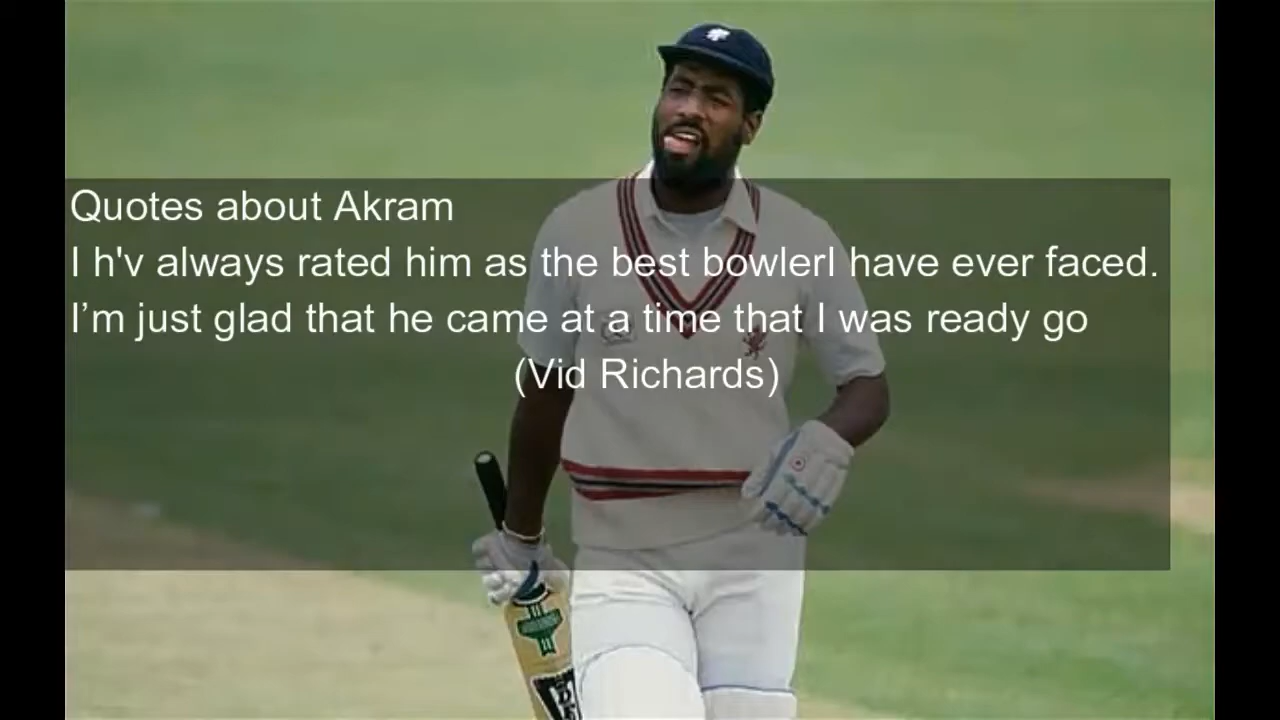 Quotes about Akram
I h'v always rated him as the best bowlerI have ever faced.
I’m just glad that he came at a time that I was ready go
(Vid Richards)